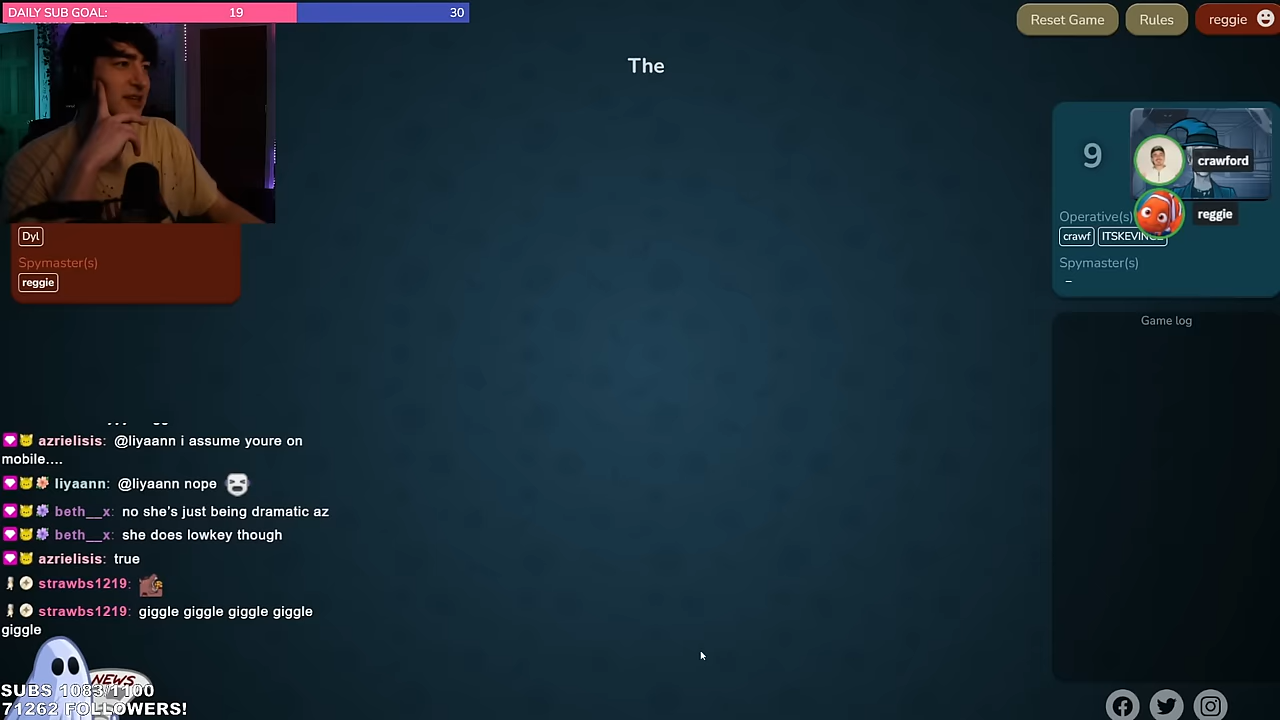 DAILY SUB GOAL: 19 30
Reset Game
Rules
reggie
The
9
crawford
reggie
Operative(s)
crawf
Spymaster(s)
–
Dyl
Spymaster(s)
reggie
Game log
azrielisis: @liyaann i assume youre on
mobile....
liyaann: @liyaann nope
beth__x: no she's just being dramatic az
beth__x: she does lowkey though
azrielisis: true
strawbs1219:
strawbs1219: giggle giggle giggle giggle
giggle
NEWS
SUBS 1083/1100
71262 FOLLOWERS!